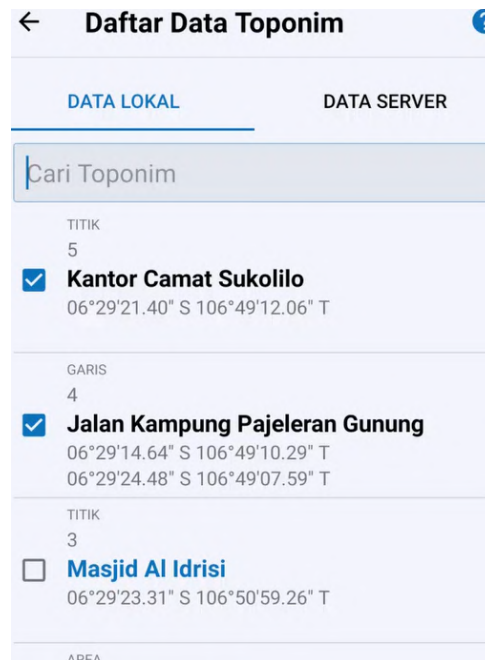 Daftar Data Toponim
DATA LOKAL DATA SERVER
Cari Toponim
TITIK
5
Kantor Camat Sukolilo
06°29'21.40" S 106°49'12.06" T
GARIS
4
Jalan Kampung Pajeleran Gunung
06°29'14.64" S 106°49'10.29" T
06°29'24.48" S 106°49'07.59" T
TITIK
3
Masjid Al Idrisi
06°29'23.31" S 106°50'59.26" T
AREA